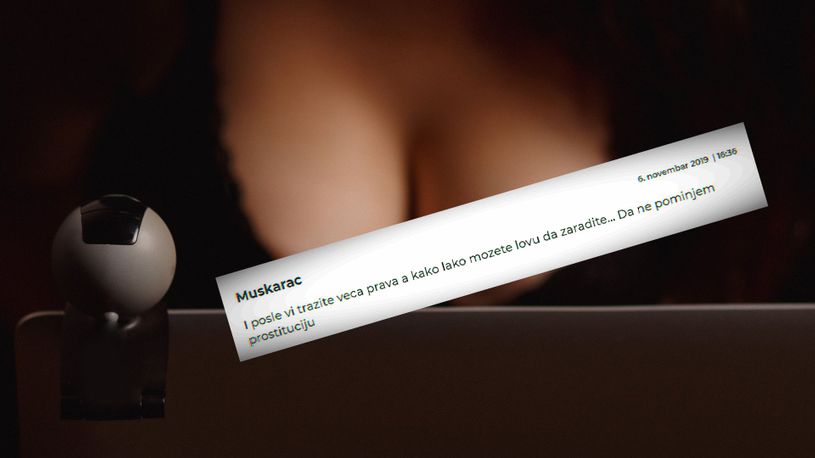 6. novembar 2019 | 16:36
Muskarac
I posle vi trazite veca prava a kako lako mozete lovu da zaradite... Da ne pominjem
prostituciju